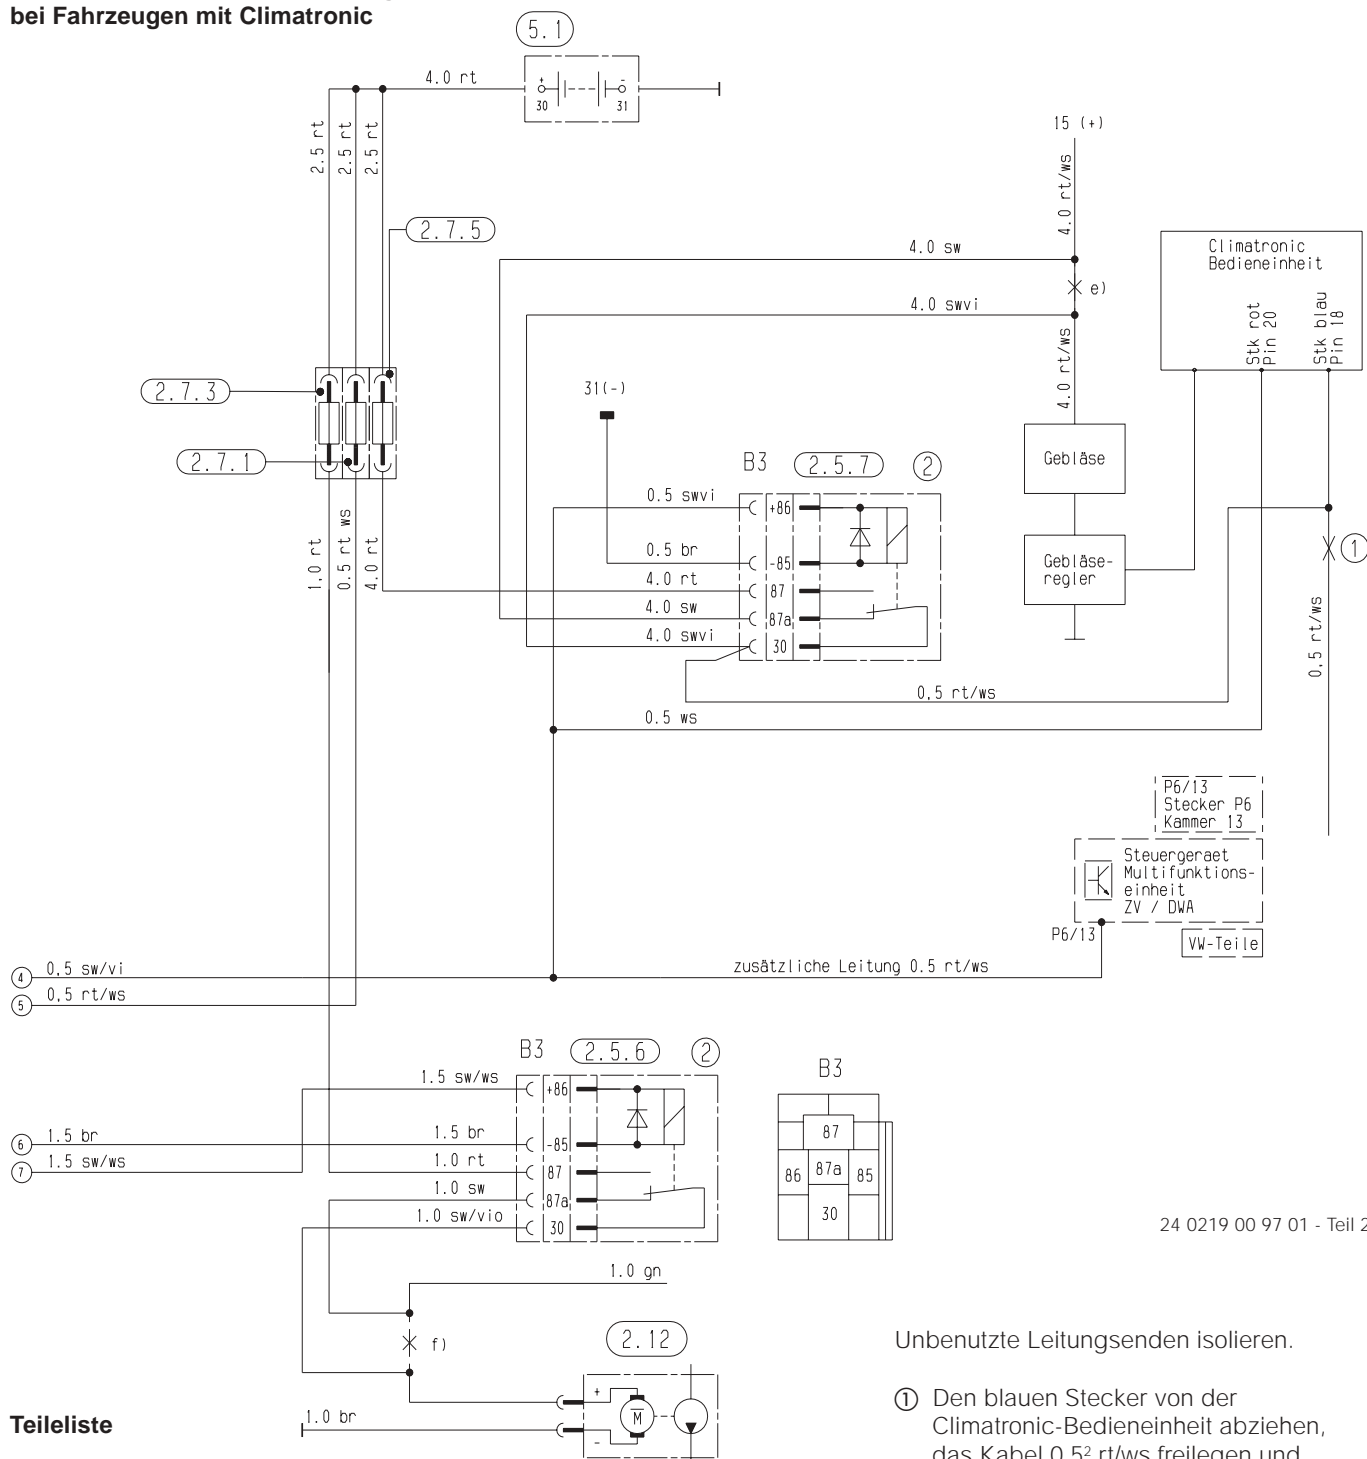 bei Fahrzeugen mit Climatronic
5.1
4.0 rt
+
-
30
31
2.5 rt
2.5 rt
2.5 rt
15 (+)
4.0 rt/ws
2.7.5
4.0 sw
Climatronic
Bedieneinheit
e)
4.0 swvi
Stk rot
Pin 20
Stk blau
Pin 18
4.0 rt/ws
2.7.3
31(-)
2.7.1
Gebläse
B3
2.5.7
2
0.5 swvi
+86
1,0 rt
0.5 rt ws
4.0 rt
0.5 br
-85
1
Gebläse-
regler
4.0 rt
87
4.0 sw
87a
4.0 swvi
30
0,5 rt/ws
0,5 rt/ws
0.5 ws
P6/13
Stecker P6
Kammer 13
Steuergeraet
Multifunktions-
einheit
ZV / DWA
P6/13
VW-Teile
4
0,5 sw/vi
zusätzliche Leitung 0.5 rt/ws
5
0,5 rt/ws
B3
2.5.6
2
B3
1.5 sw/ws
+86
87
6
1.5 br
1.5 br
-85
7
1.5 sw/ws
1.0 rt
87
86
87a
85
1.0 sw
87a
1.0 sw/vio
30
30
24 0219 00 97 01 - Teil 2
1.0 gn
f)
2.12
Unbenutzte Leitungsenden isolieren.
+
M
-
1.0 br
Teileliste
① Den blauen Stecker von der
Climatronic-Bedieneinheit abziehen,
das Kabel 0,5² rt/ws freilegen und